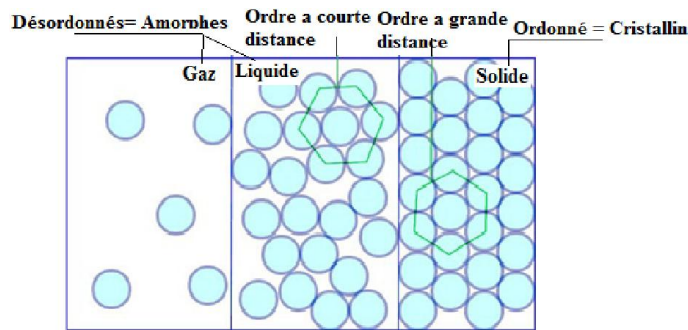 Désordonnés= Amorphes
Ordre a courte
distance
Ordre a grande
distance
Ordonné = Cristallin
Gaz
Liquide
Solide